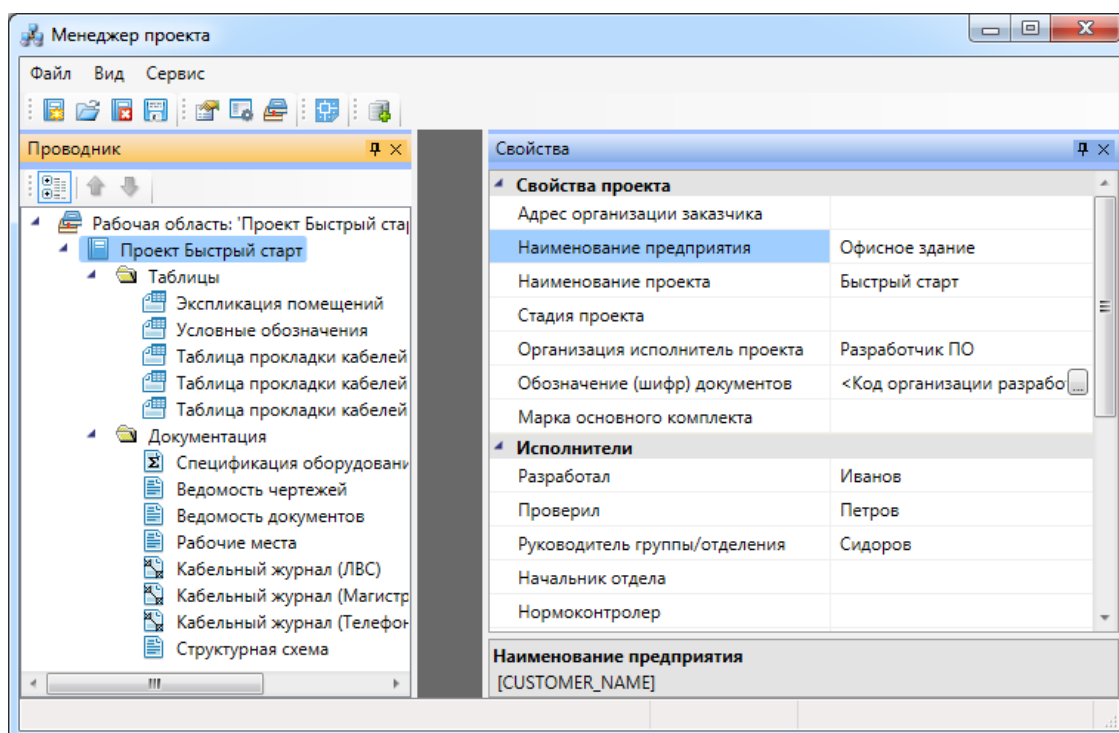 Менеджер проекта
Файл Вид Сервис
Проводник
Рабочая область: 'Проект Быстрый ста
Проект Быстрый старт
Таблицы
Экспликация помещений
Условные обозначения
Таблица прокладки кабелей
Таблица прокладки кабелей
Таблица прокладки кабелей
Документация
Спецификация оборудовани
Ведомость чертежей
Ведомость документов
Рабочие места
Кабельный журнал (ЛВС)
Кабельный журнал (Магистр
Кабельный журнал (Телефон
Структурная схема
Свойства
Свойства проекта
Адрес организации заказчика
Наименование предприятия Офисное здание
Наименование проекта Быстрый старт
Стадия проекта
Организация исполнитель проекта Разработчик ПО
Обозначение (шифр) документов <Код организации разрабо ...
Марка основного комплекта
Исполнители
Разработал Иванов
Проверил Петров
Руководитель группы/отделения Сидоров
Начальник отдела
Нормоконтролер
Наименование предприятия
[CUSTOMER_NAME]